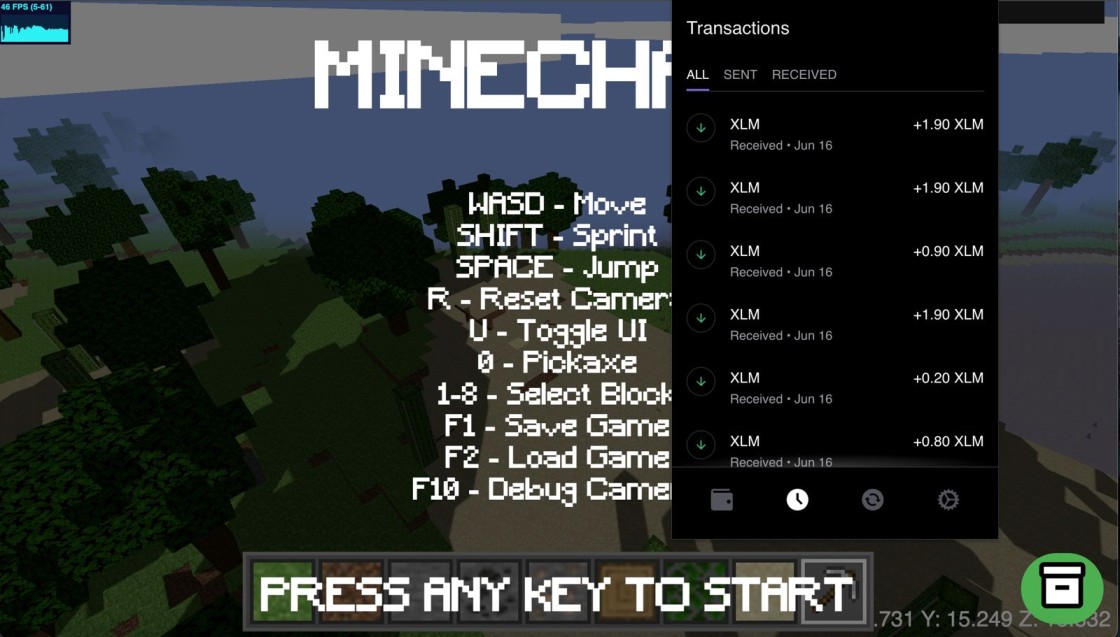 46 FPS (5-61)
MINECH
WASD - Move
SHIFT - Sprint
SPACE - Jump
R - Reset Camer
U - Toggle UI
0 - Pickaxe
1-8 - Select Block
F1 - Save Game
F2 - Load Game
F10 - Debug Came
PRESS ANY KEY TO START
Transactions
ALL SENT RECEIVED
XLM +1.90 XLM
Received • Jun 16
XLM +1.90 XLM
Received • Jun 16
XLM +0.90 XLM
Received • Jun 16
XLM +1.90 XLM
Received • Jun 16
XLM +0.20 XLM
Received • Jun 16
XLM +0.80 XLM
Received • Jun 16
.731 Y: 15.249 Z: